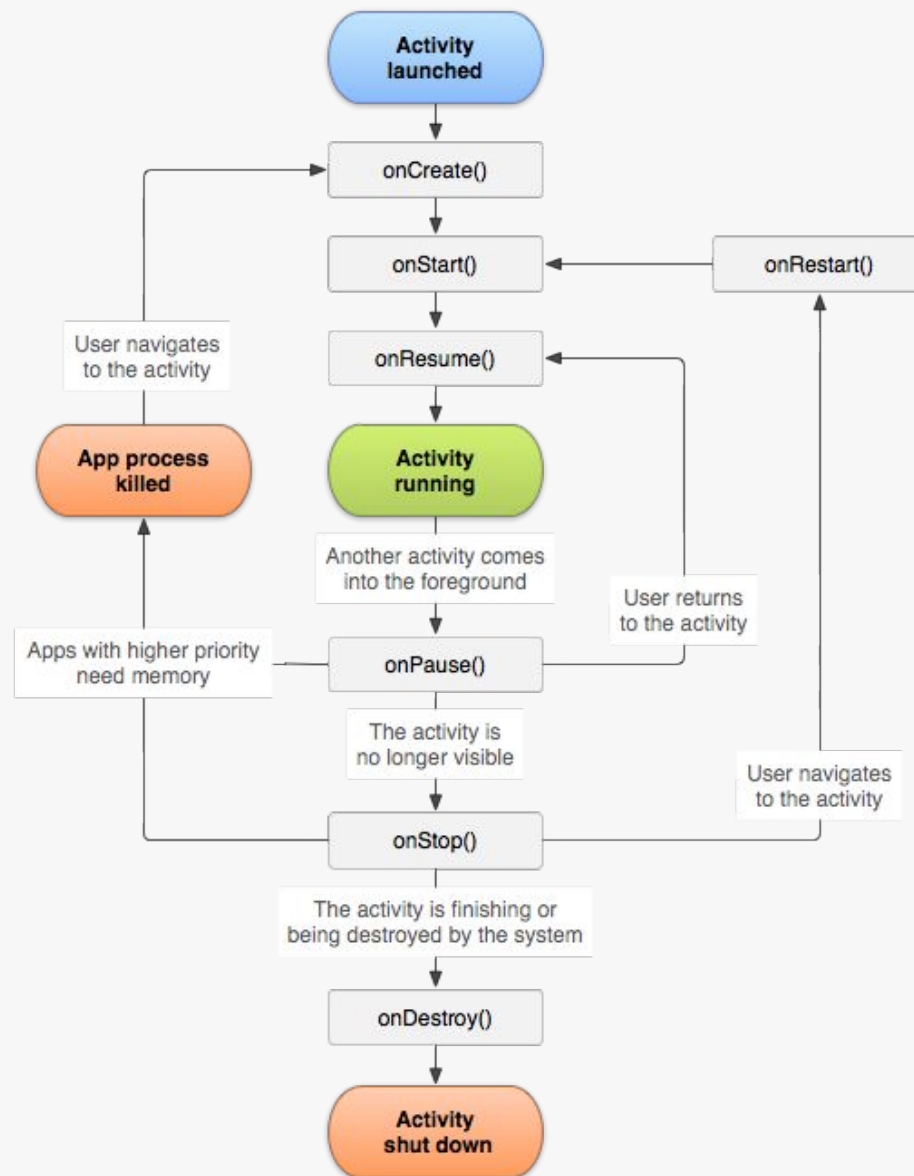 Activity
launched
onCreate()
onStart()
onRestart()
User navigates
to the activity
onResume()
App process
killed
Activity
running
Another activity comes
into the foreground
User returns
to the activity
Apps with higher priority
need memory
onPause()
The activity is
no longer visible
User navigates
to the activity
onStop()
The activity is finishing or
being destroyed by the system
onDestroy()
Activity
shut down